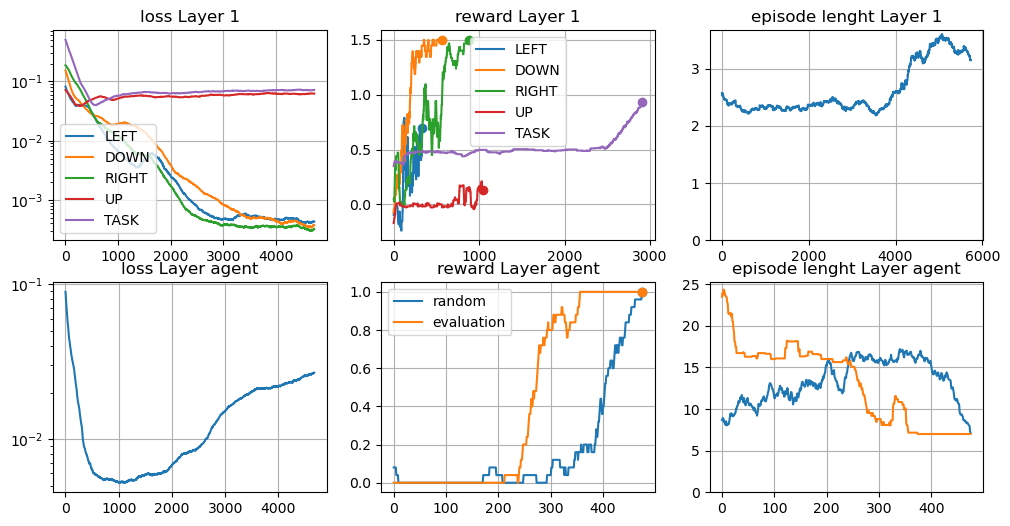 loss Layer 1
10⁻¹
10⁻²
10⁻³
LEFT
DOWN
RIGHT
UP
TASK
0 1000 2000 3000 4000
reward Layer 1
1.5
1.0
0.5
0.0
LEFT
DOWN
RIGHT
UP
TASK
0 1000 2000 3000
episode lenght Layer 1
3
2
1
0
0 2000 4000 6000
loss Layer agent
10⁻¹
10⁻²
0 1000 2000 3000 4000
reward Layer agent
1.0
0.8
0.6
0.4
0.2
0.0
random
evaluation
0 200 400
episode lenght Layer agent
25
20
15
10
5
0
0 100 200 300 400